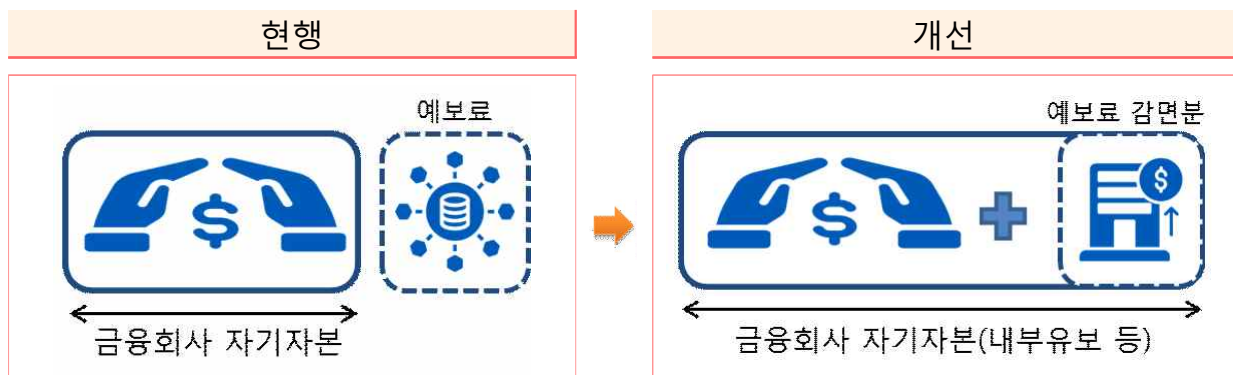 현행
개선
예보료
$
금융회사 자기자본
예보료 감면분
$
$
금융회사 자기자본(내부유보 등)